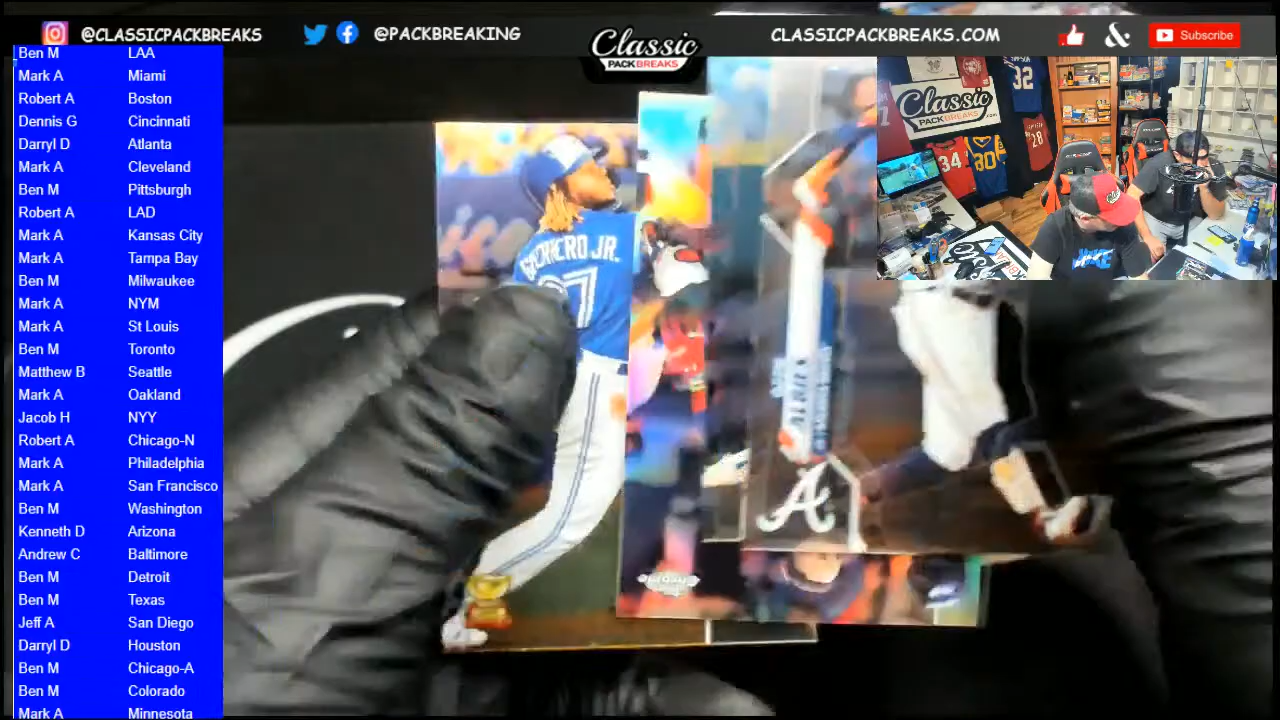 @CLASSICPACKBREAKS
@PACKBREAKING
Classic
PACK BREAKS
CLASSICPACKBREAKS.COM
Subscribe
Ben M LAA
Mark A Miami
Robert A Boston
Dennis G Cincinnati
Darryl D Atlanta
Mark A Cleveland
Ben M Pittsburgh
Robert A LAD
Mark A Kansas City
Mark A Tampa Bay
Ben M Milwaukee
Mark A NYM
Mark A St Louis
Ben M Toronto
Matthew B Seattle
Mark A Oakland
Jacob H NYY
Robert A Chicago-N
Mark A Philadelphia
Mark A San Francisco
Ben M Washington
Kenneth D Arizona
Andrew C Baltimore
Ben M Detroit
Ben M Texas
Jeff A San Diego
Darryl D Houston
Ben M Chicago-A
Ben M Colorado
Mark A Minnesota
GUERRERO JR.
27
A
Classic
PACKBREAKS
.com
32
34
80
28